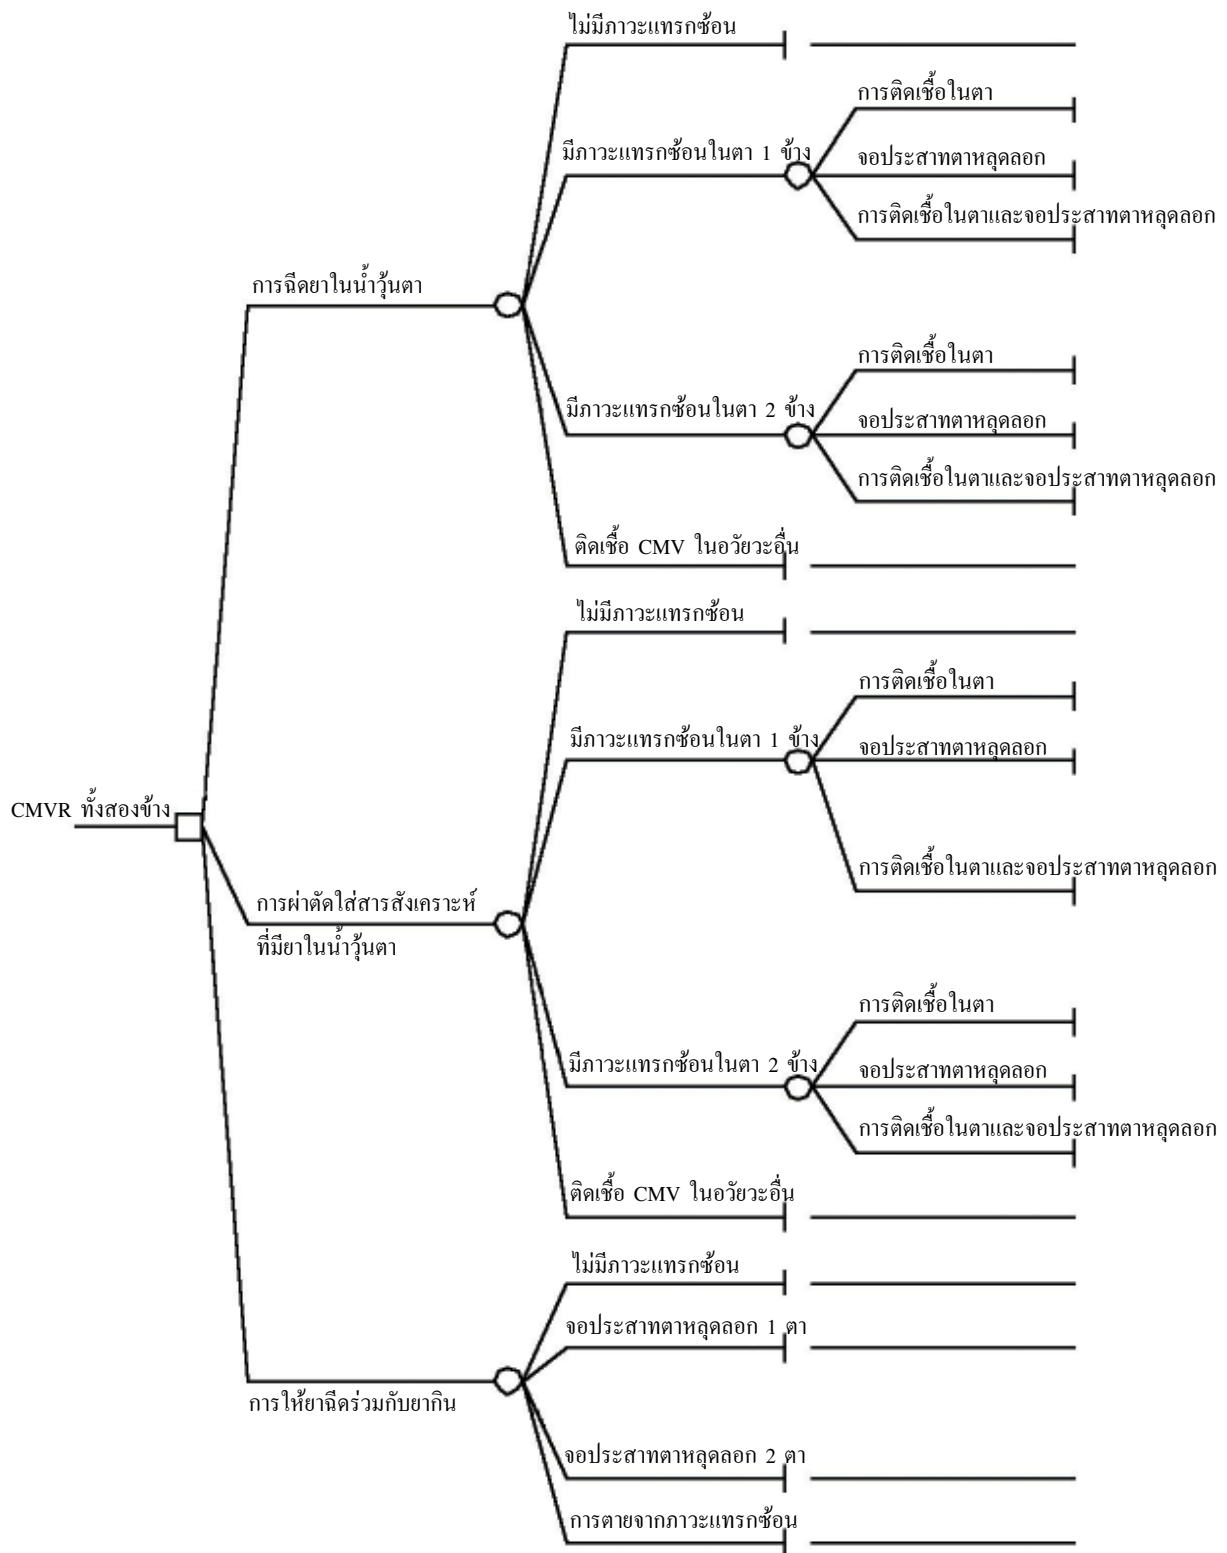 ไม่มีภาวะแทรกซ้อน
การติดเชื้อในตา
มีภาวะแทรกซ้อนในตา 1 ข้าง
จอประสาทตาหลุดลอก
การติดเชื้อในตาและจอประสาทตาหลุดลอก
การฉีดยาในน้ำวุ้นตา
การติดเชื้อในตา
มีภาวะแทรกซ้อนในตา 2 ข้าง
จอประสาทตาหลุดลอก
การติดเชื้อในตาและจอประสาทตาหลุดลอก
ติดเชื้อ CMV ในอวัยวะอื่น
ไม่มีภาวะแทรกซ้อน
การติดเชื้อในตา
มีภาวะแทรกซ้อนในตา 1 ข้าง
จอประสาทตาหลุดลอก
CMVR ทั้งสองข้าง
การติดเชื้อในตาและจอประสาทตาหลุดลอก
การผ่าตัดใส่สารสังเคราะห์
ที่มียาในน้ำวุ้นตา
การติดเชื้อในตา
มีภาวะแทรกซ้อนในตา 2 ข้าง
จอประสาทตาหลุดลอก
การติดเชื้อในตาและจอประสาทตาหลุดลอก
ติดเชื้อ CMV ในอวัยวะอื่น
ไม่มีภาวะแทรกซ้อน
จอประสาทตาหลุดลอก 1 ตา
การให้ยาฉีดร่วมกับยากิน
จอประสาทตาหลุดลอก 2 ตา
การตายจากภาวะแทรกซ้อน